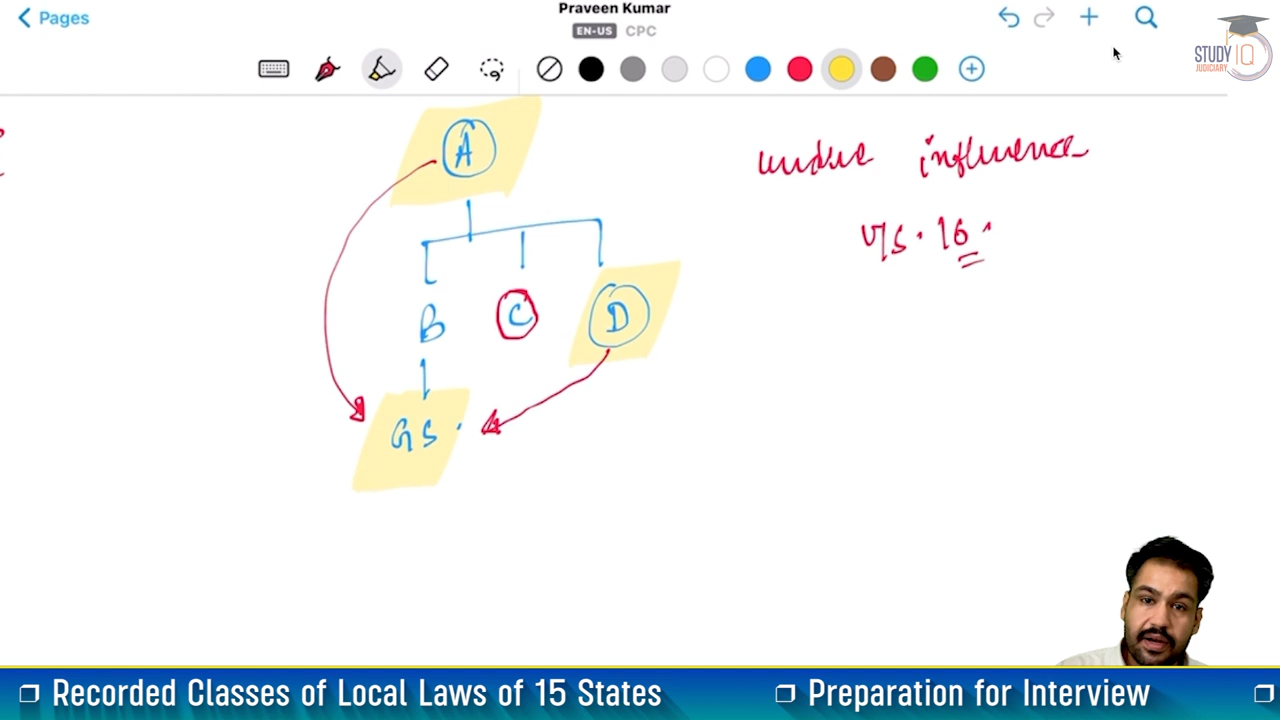 Pages
Praveen Kumar
EN-US CPC
STUDY IQ
JUDICIARY
A
undue influence
U/S. 16.
B C D
GS.
Recorded Classes of Local Laws of 15 States
Preparation for Interview